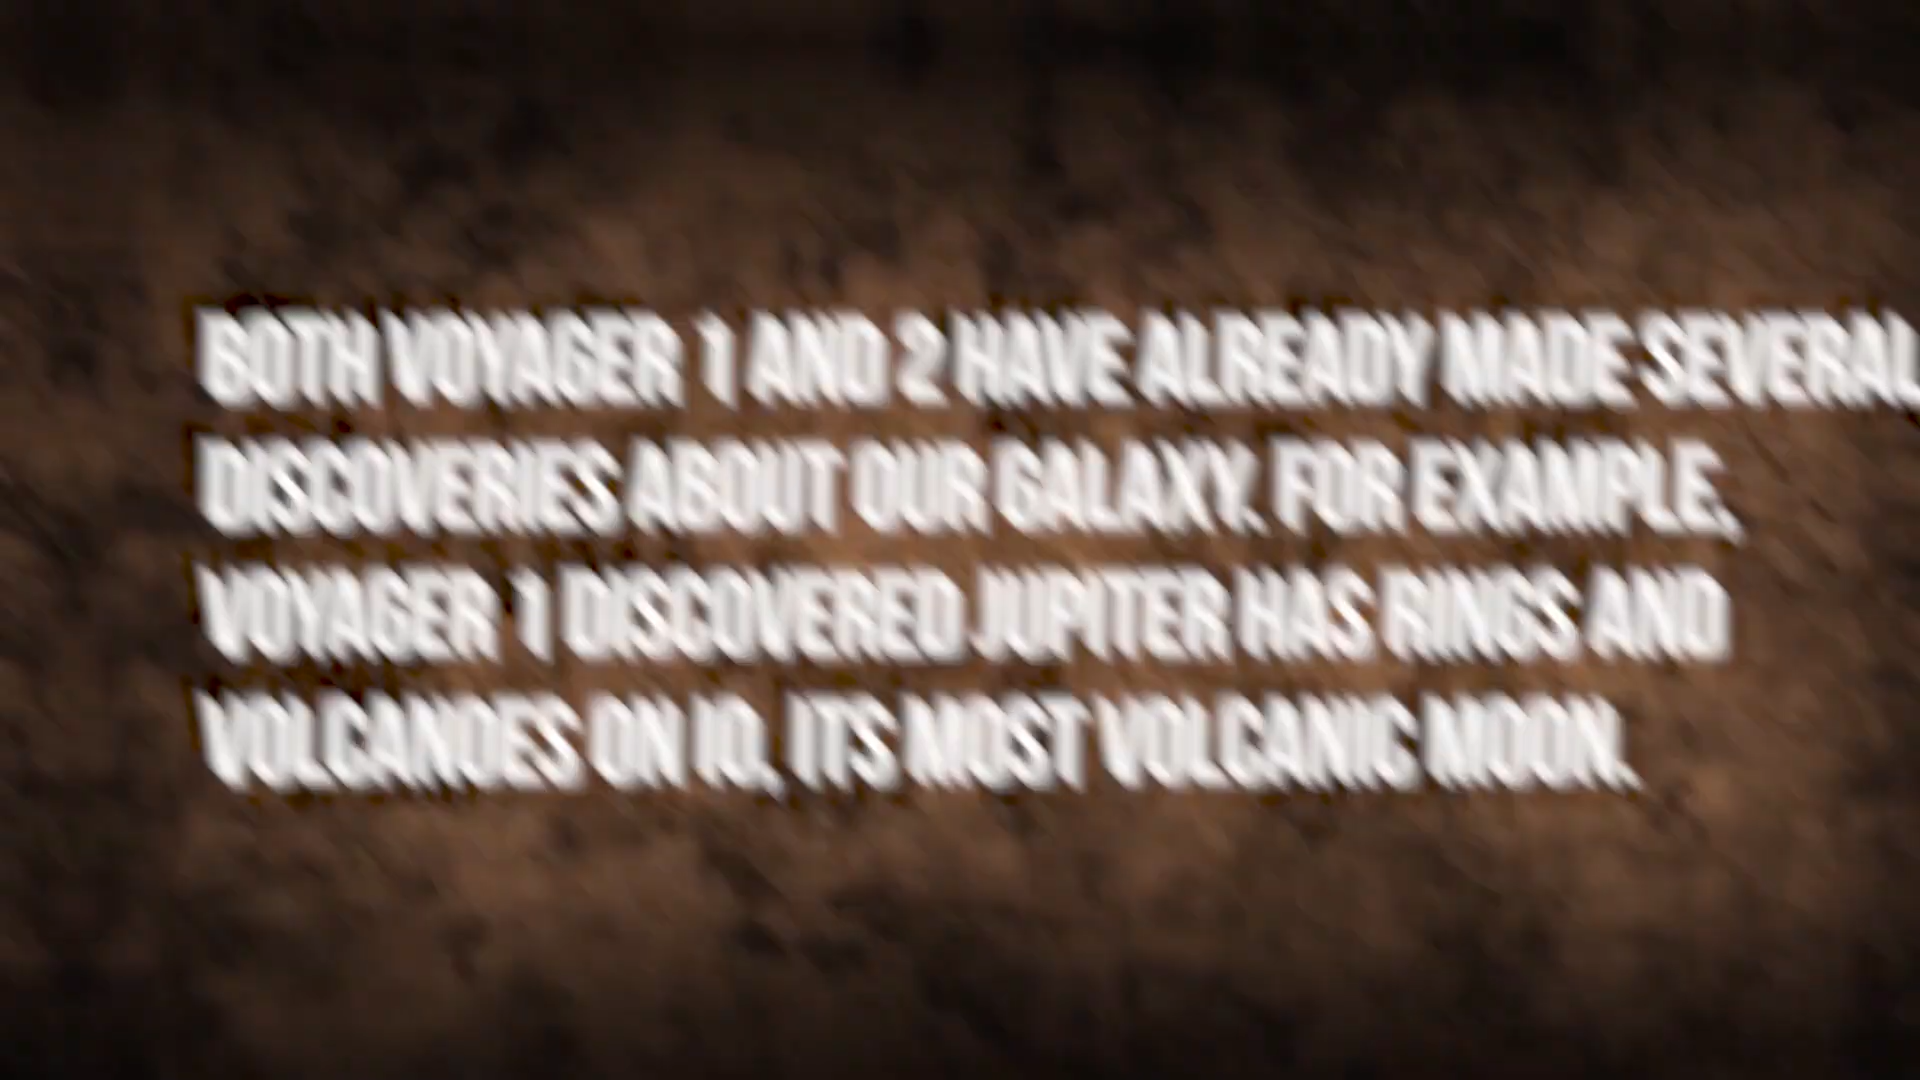 BOTH VOYAGER 1 AND 2 HAVE ALREADY MADE SEVERAL
DISCOVERIES ABOUT OUR GALAXY. FOR EXAMPLE,
VOYAGER 1 DISCOVERED JUPITER HAS RINGS AND
VOLCANOES ON IO, ITS MOST VOLCANIC MOON.